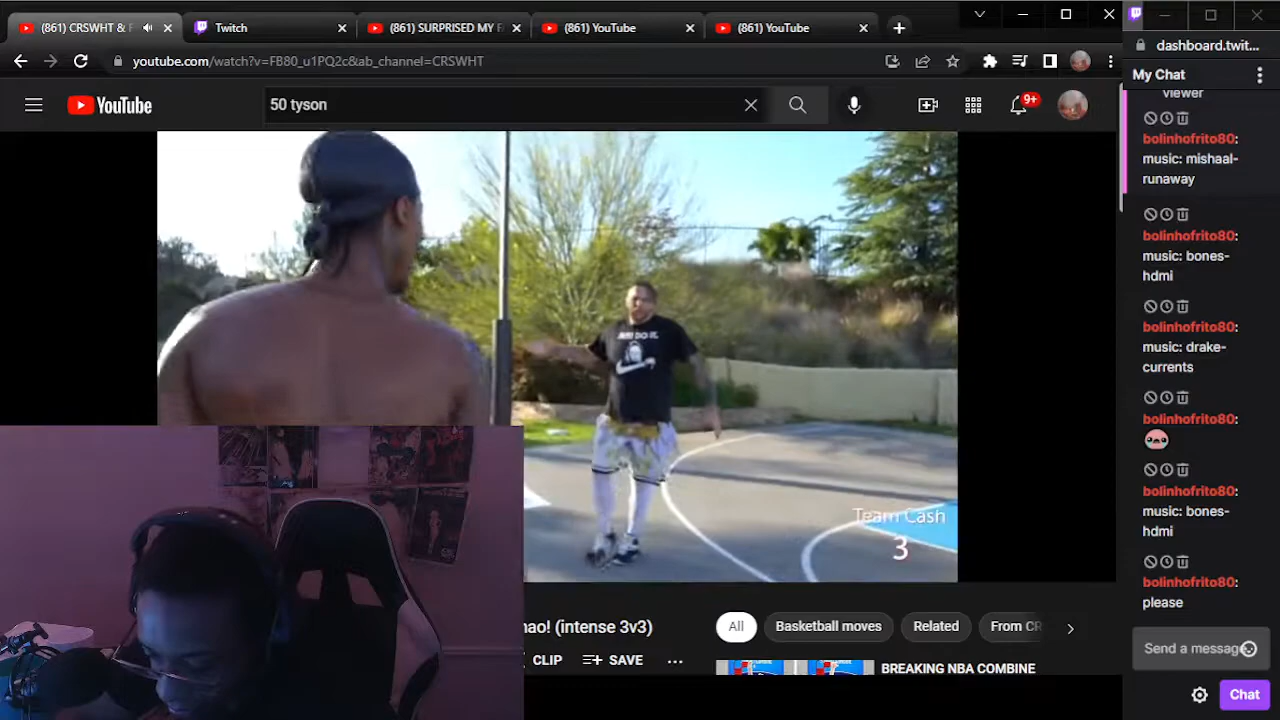 (861) CRSWHT & F
Twitch
(861) SURPRISED MY F
(861) YouTube
(861) YouTube
youtube.com/watch?v=FB80_u1PQ2c&ab_channel=CRSWHT
YouTube
50 tyson
9+
JUST DO IT.
Team Cash
3
hao! (intense 3v3)
CLIP
SAVE
All
Basketball moves
Related
From CR
BREAKING NBA COMBINE
dashboard.twit...
My Chat
viewer
bolinhofrito80:
music: mishaal-
runaway
bolinhofrito80:
music: bones-
hdmi
bolinhofrito80:
music: drake-
currents
bolinhofrito80:
bolinhofrito80:
music: bones-
hdmi
bolinhofrito80:
please
Send a message
Chat